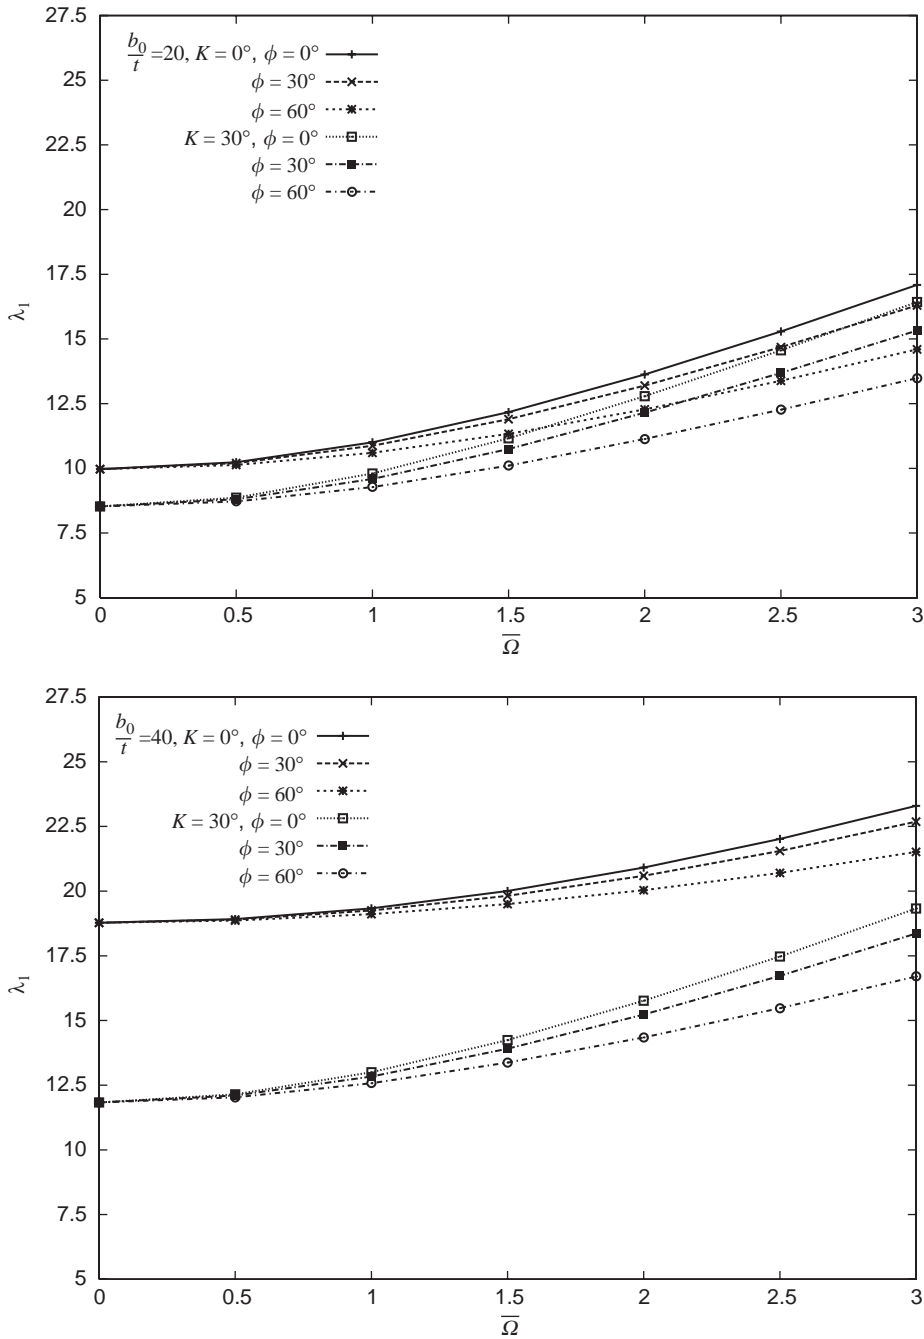 27.5
b₀/t =20, K = 0°, ϕ = 0°
25
ϕ = 30°
ϕ = 60°
22.5
K = 30°, ϕ = 0°
ϕ = 30°
20
ϕ = 60°
17.5
λ₁
15
12.5
10
7.5
5
0 0.5 1 1.5 2 2.5 3
Ω̅
27.5
b₀/t =40, K = 0°, ϕ = 0°
25
ϕ = 30°
ϕ = 60°
22.5
K = 30°, ϕ = 0°
ϕ = 30°
20
ϕ = 60°
17.5
λ₁
15
12.5
10
7.5
5
0 0.5 1 1.5 2 2.5 3
Ω̅